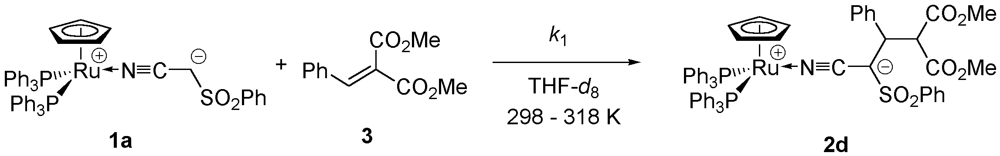 ⊕
Ru
N≡C
⊖
Ph₃P
Ph₃P
SO₂Ph
1a
+
Ph
CO₂Me
CO₂Me
3
k₁
THF-d₈
298 - 318 K
⊕
Ru
N≡C
⊖
Ph₃P
Ph₃P
Ph
CO₂Me
CO₂Me
SO₂Ph
2d